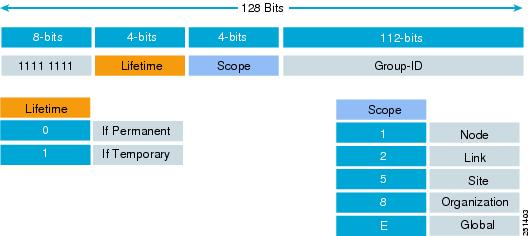 128 Bits
8-bits 4-bits 4-bits 112-bits
1111 1111 Lifetime Scope Group-ID
Lifetime
0 If Permanent
1 If Temporary
Scope
1 Node
2 Link
5 Site
8 Organization
E Global